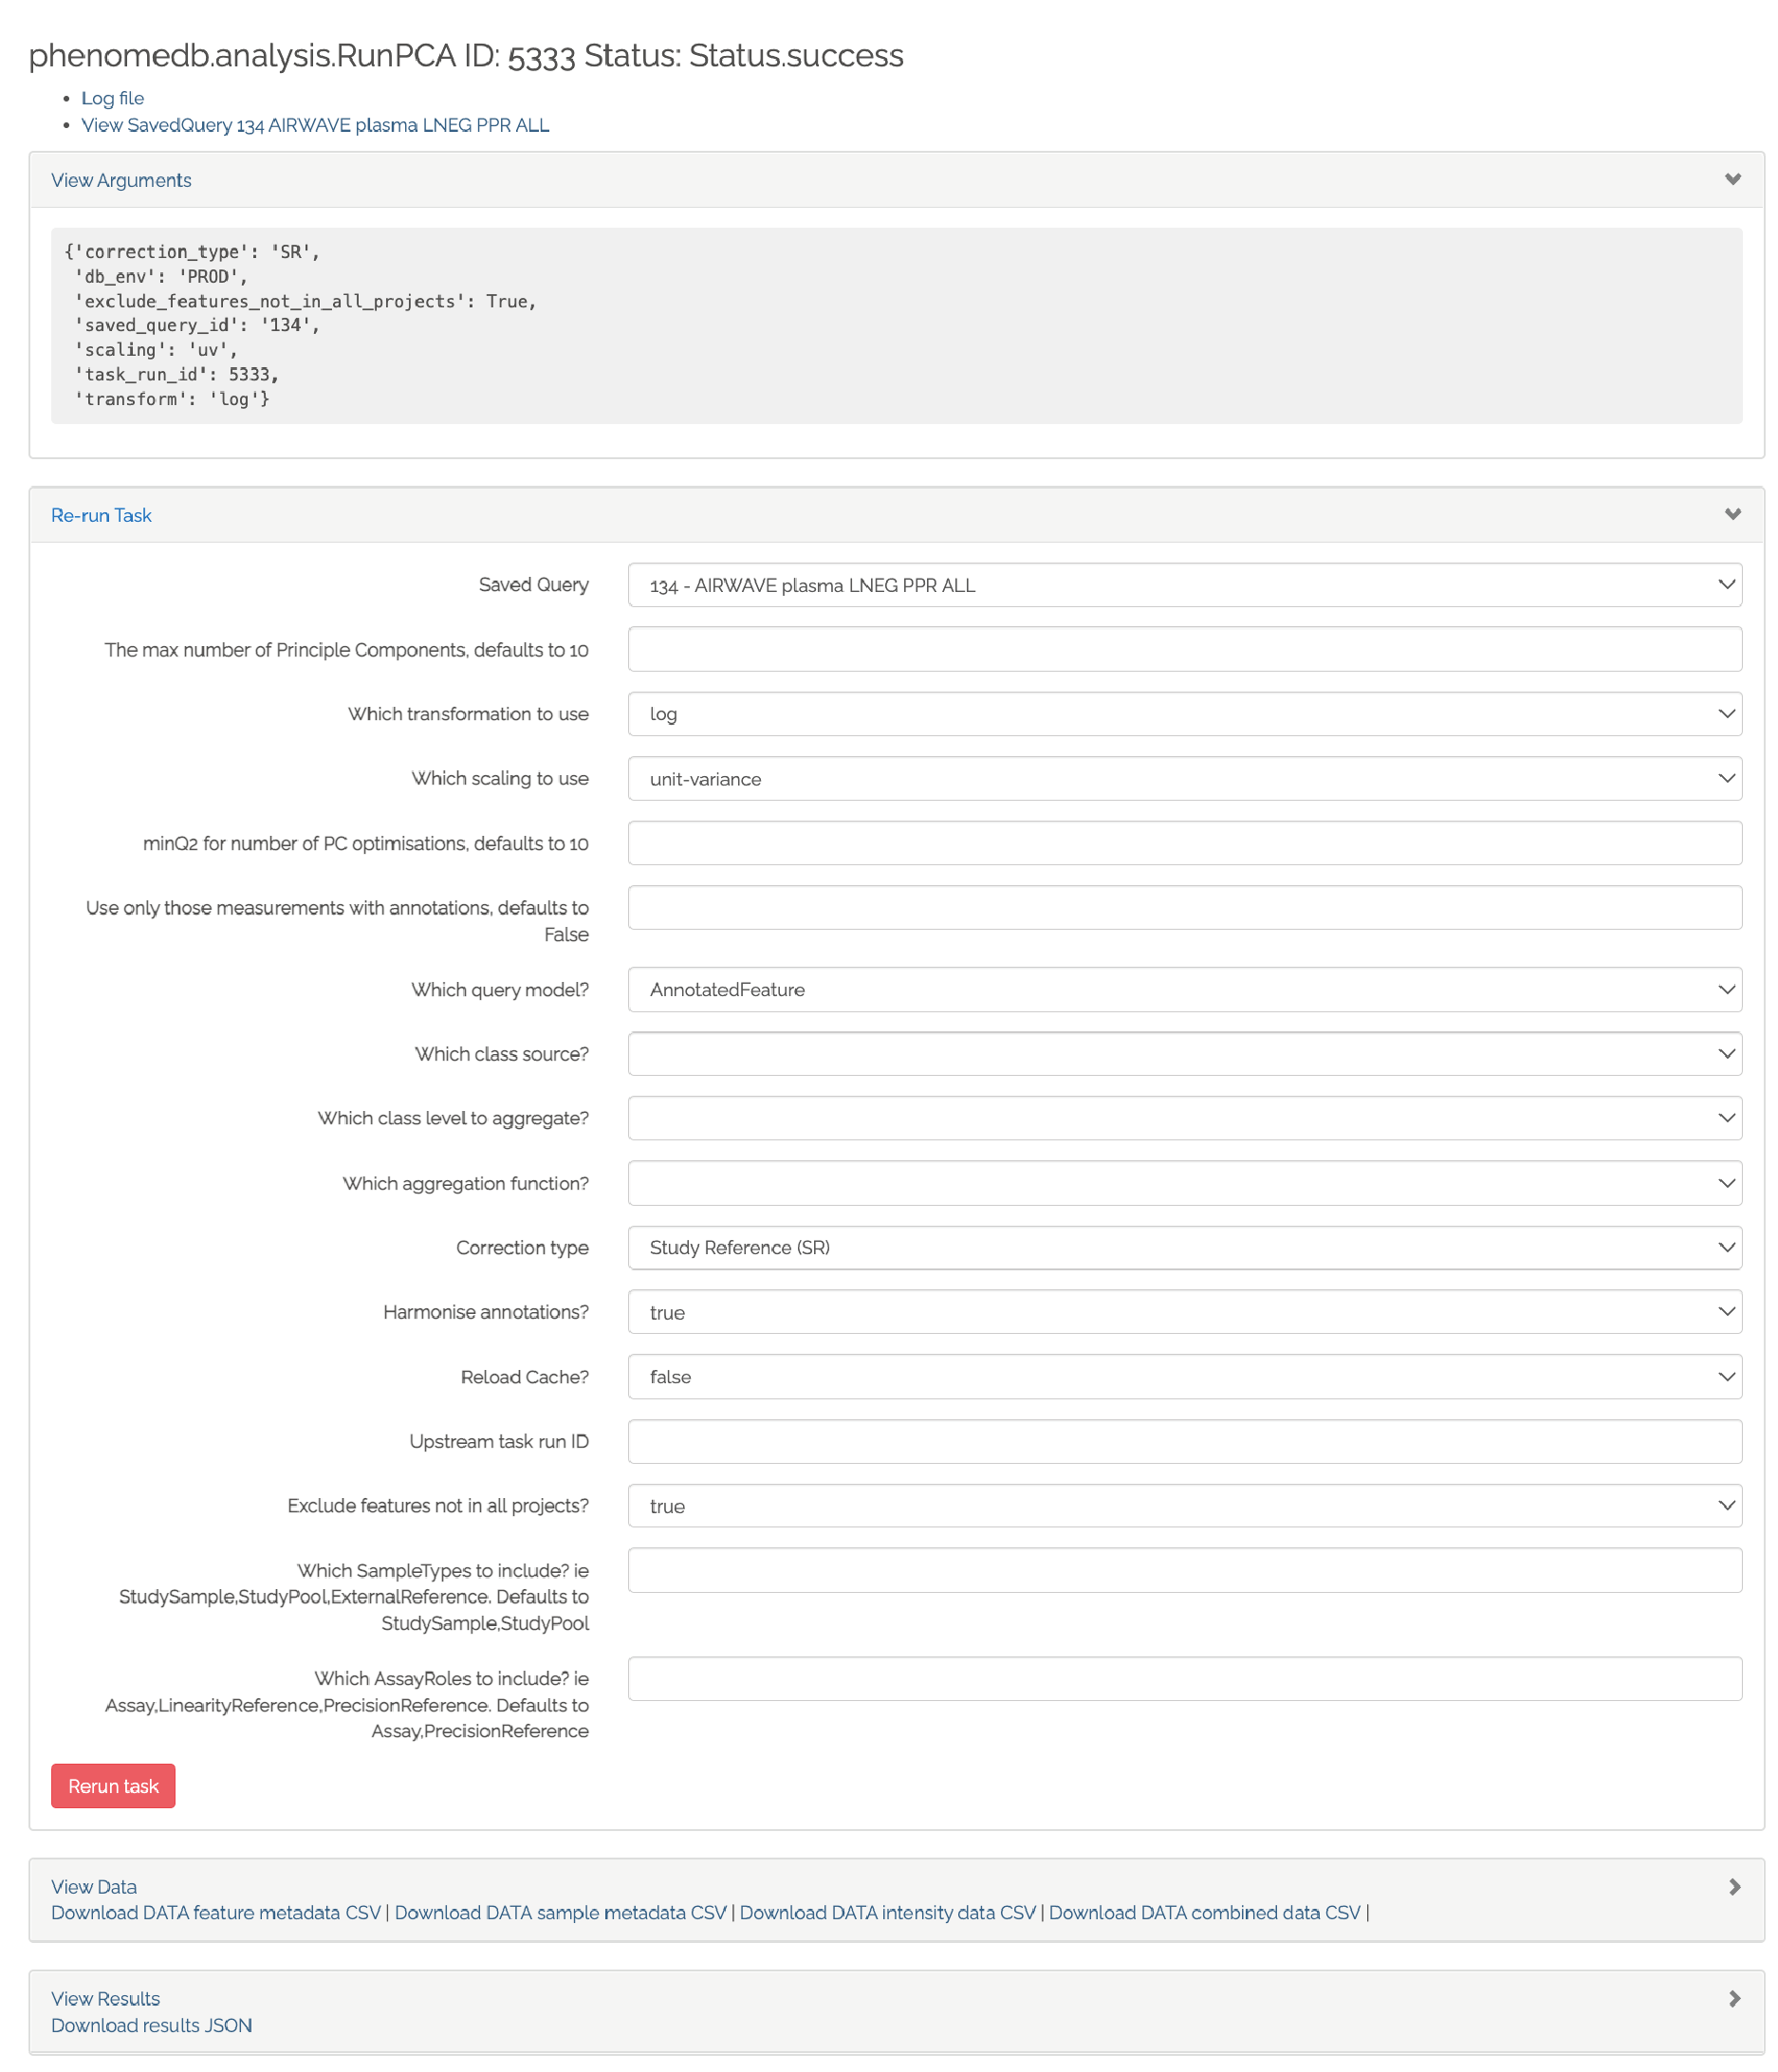 phenomedb.analysis.RunPCA ID: 5333 Status: Status.success
Log file
View SavedQuery 134 AIRWAVE plasma LNEG PPR ALL
View Arguments
{'correction_type': 'SR',
'db_env': 'PROD',
'exclude_features_not_in_all_projects': True,
'saved_query_id': '134',
'scaling': 'uv',
'task_run_id': 5333,
'transform': 'log'}
Re-run Task
Saved Query 134 - AIRWAVE plasma LNEG PPR ALL
The max number of Principle Components, defaults to 10
Which transformation to use log
Which scaling to use unit-variance
minQ2 for number of PC optimisations, defaults to 10
Use only those measurements with annotations, defaults to
False
Which query model? AnnotatedFeature
Which class source?
Which class level to aggregate?
Which aggregation function?
Correction type Study Reference (SR)
Harmonise annotations? true
Reload Cache? false
Upstream task run ID
Exclude features not in all projects? true
Which SampleTypes to include? ie
StudySample,StudyPool,ExternalReference. Defaults to
StudySample,StudyPool
Which AssayRoles to include? ie
Assay,LinearityReference,PrecisionReference. Defaults to
Assay,PrecisionReference
Rerun task
View Data
Download DATA feature metadata CSV | Download DATA sample metadata CSV | Download DATA intensity data CSV | Download DATA combined data CSV |
View Results
Download results JSON